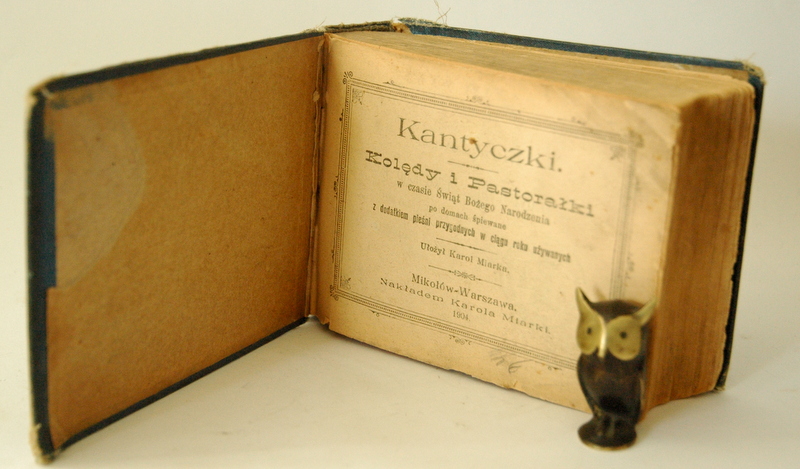 Kantyczki.
Kolędy i Pastorałki
w czasie Świąt Bożego Narodzenia
po domach śpiewane
z dodatkiem pieśni przygodnych w ciągu roku używanych
Ułożył Karol Miarka.
Mikołów-Warszawa.
Nakładem Karola Miarki.
1904.